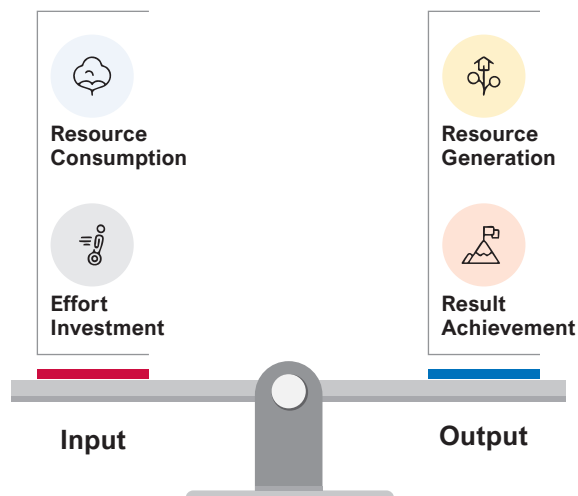 Resource
Consumption
Effort
Investment
Resource
Generation
Result
Achievement
Input
Output